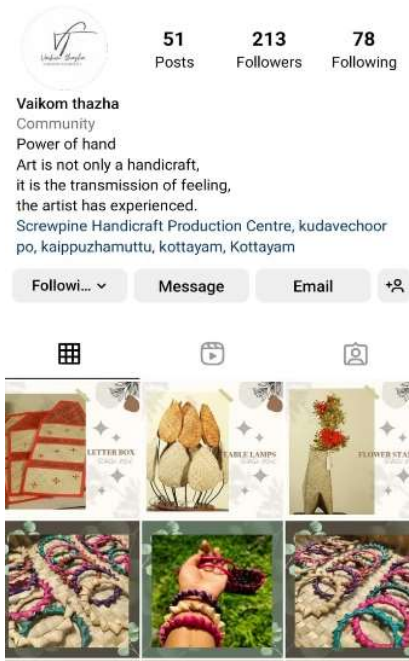 Vaikom thazha
51
213
78
Posts
Followers
Following
Vaikom thazha
Community
Power of hand
Art is not only a handicraft,
it is the transmission of feeling,
the artist has experienced.
Screwpine Handicraft Production Centre, kudavechoor
po, kaippuzhamuttu, kottayam, Kottayam
Followi...
Message
Email
LETTER BOX
TABLE LAMPS
FLOWER STA